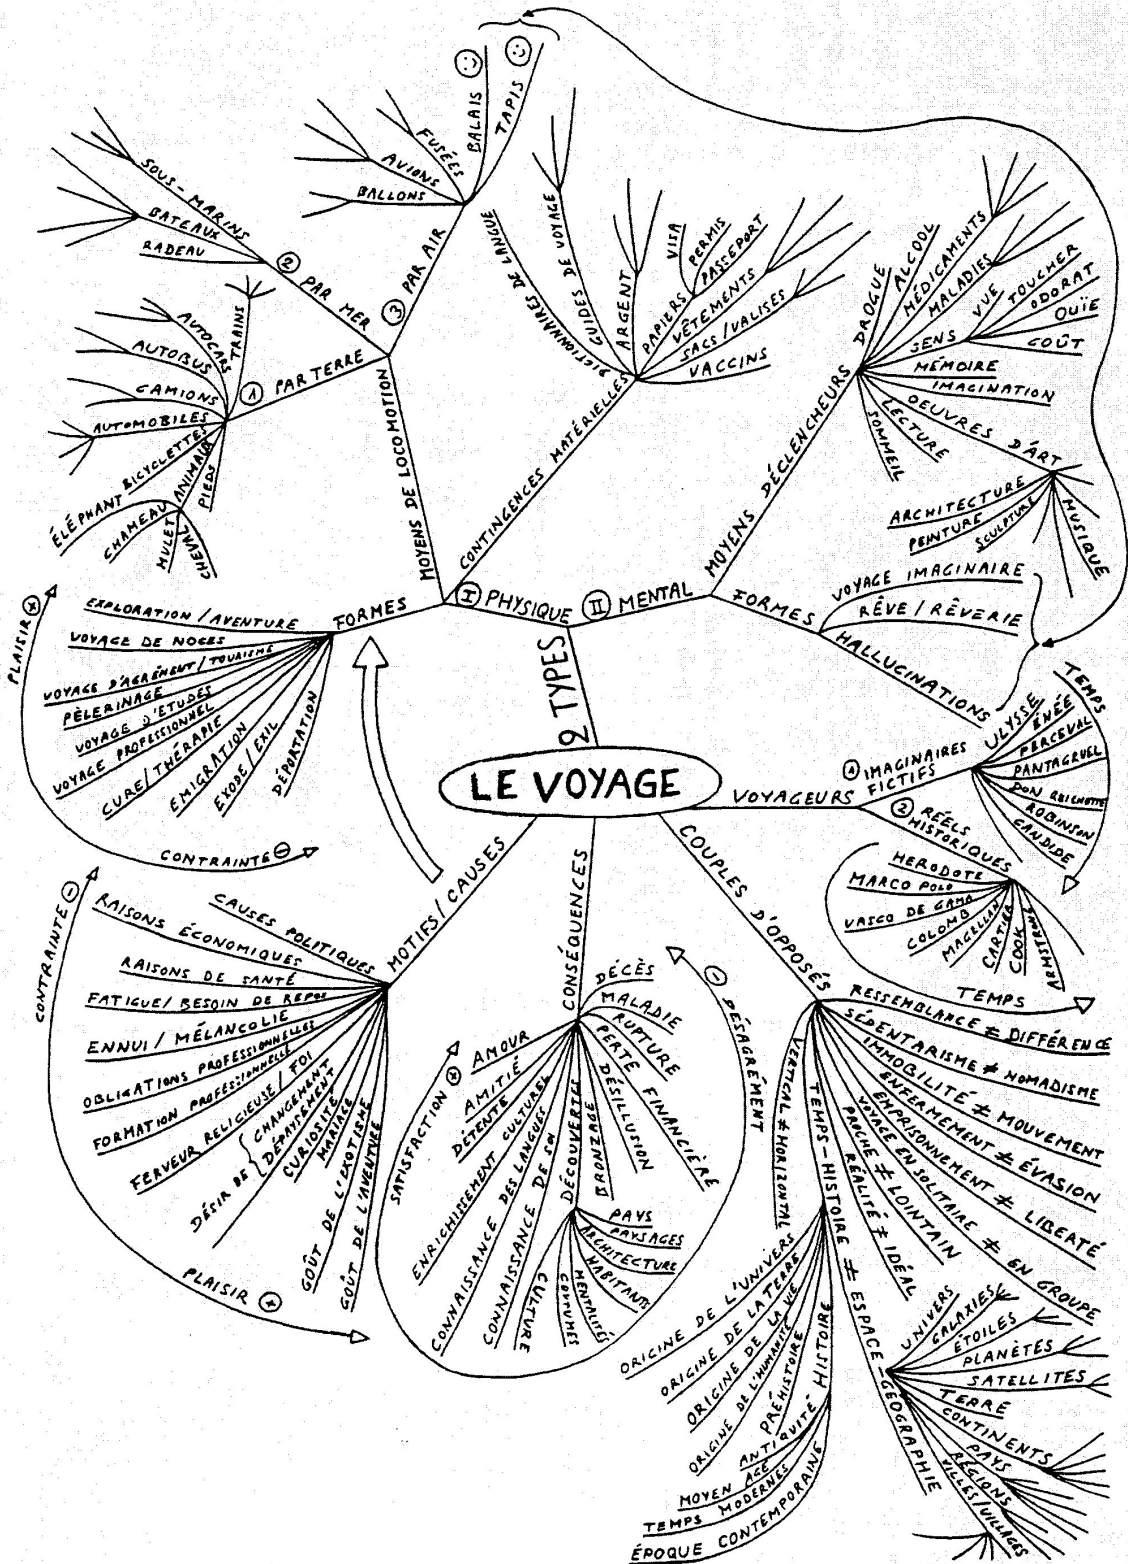 LE VOYAGE
2 TYPES
I PHYSIQUE
II MENTAL
FORMES
EXPLORATION / AVENTURE
VOYAGE DE NOCES
VOYAGE D'AGRÉMENT / TOURISME
PÈLERINAGE
VOYAGE D'ÉTUDES
VOYAGE PROFESSIONNEL
CURE / THÉRAPIE
EMIGRATION
EXODE / EXIL
DÉPORTATION
PLAISIR +
CONTRAINTE -
MOYENS DE LOCOMOTION
1 PAR TERRE
TRAINS
AUTOCARS
AUTOBUS
CAMIONS
AUTOMOBILES
BICYCLETTES
ANIMAUX
ÉLÉPHANT
CHAMEAU
MULET
CHEVAL
PIEDS
2 PAR MER
SOUS-MARINS
BATEAUX
RADEAU
3 PAR AIR
BALLONS
AVIONS
FUSÉES
BALAIS
TAPIS
CONTINGENCES MATÉRIELLES
DICTIONNAIRES DE LANGUE
GUIDES DE VOYAGE
ARGENT
PAPIERS
VISA
PERMIS
PASSEPORT
VÊTEMENTS
SACS / VALISES
VACCINS
MOYENS DÉCLENCHEURS
DROGUE
ALCOOL
MÉDICAMENTS
MALADIES
SENS
VUE
TOUCHER
ODORAT
OUÏE
GOÛT
MÉMOIRE
IMAGINATION
OEUVRES D'ART
ARCHITECTURE
PEINTURE
SCULPTURE
MUSIQUE
LECTURE
SOMMEIL
FORMES
VOYAGE IMAGINAIRE
RÊVE / RÊVERIE
HALLUCINATIONS
VOYAGEURS
1 IMAGINAIRES
FICTIFS
ULYSSE
ENÉE
PERCEVAL
PANTAGRUEL
DON QUICHOTTE
ROBINSON
CANDIDE
TEMPS
2 RÉELS
HISTORIQUES
HERODOTE
MARCO POLO
VASCO DE GAMA
COLOMB
MAGELLAN
CARTIER
COOK
ARMSTRONG
TEMPS
COUPLES D'OPPOSÉS
RESSEMBLANCE ≠ DIFFÉRENCE
SÉDENTARISME ≠ NOMADISME
IMMOBILITÉ ≠ MOUVEMENT
ENFERMEMENT ≠ ÉVASION
EMPRISONNEMENT ≠ LIBERTÉ
VOYAGE EN SOLITAIRE ≠ EN GROUPE
PROCHE ≠ LOINTAIN
RÉALITÉ ≠ IDÉAL
TEMPS - HISTOIRE ≠ ESPACE - GÉOGRAPHIE
VERTICAL ≠ HORIZONTAL
UNIVERS
GALAXIES
ÉTOILES
PLANÈTES
SATELLITES
TERRE
CONTINENTS
PAYS
RÉGIONS
VILLES / VILLAGES
ORIGINE DE L'UNIVERS
ORIGINE DE LA TERRE
ORIGINE DE LA VIE
ORIGINE DE L'HUMANITÉ
PRÉHISTOIRE
HISTOIRE
ANTIQUITÉ
MOYEN AGE
TEMPS MODERNES
ÉPOQUE CONTEMPORAINE
CONSÉQUENCES
DÉCÈS
MALADIE
RUPTURE
PERTE FINANCIÈRE
DÉSILLUSION
BRONZAGE
DÉCOUVERTES
PAYS
PAYSAGES
ARCHITECTURE
HABITANTS
MENTALITÉS
COUTUMES
CULTURE
CONNAISSANCE DE SOI
CONNAISSANCE DES LANGUES
ENRICHISSEMENT CULTUREL
DÉTENTE
AMITIÉ
AMOUR
SATISFACTION +
- DÉSAGRÉMENT
MOTIFS / CAUSES
CAUSES POLITIQUES
RAISONS ÉCONOMIQUES
RAISONS DE SANTÉ
FATIGUE / BESOIN DE REPOS
ENNUI / MÉLANCOLIE
OBLIGATIONS PROFESSIONNELLES
FORMATION PROFESSIONNELLE
FERVEUR RELIGIEUSE / FOI
DÉSIR DE { CHANGEMENT
DÉPAYSEMENT
CURIOSITÉ
MARIAGE
GOÛT DE L'EXOTISME
GOÛT DE L'AVENTURE
CONTRAINTE -
PLAISIR +